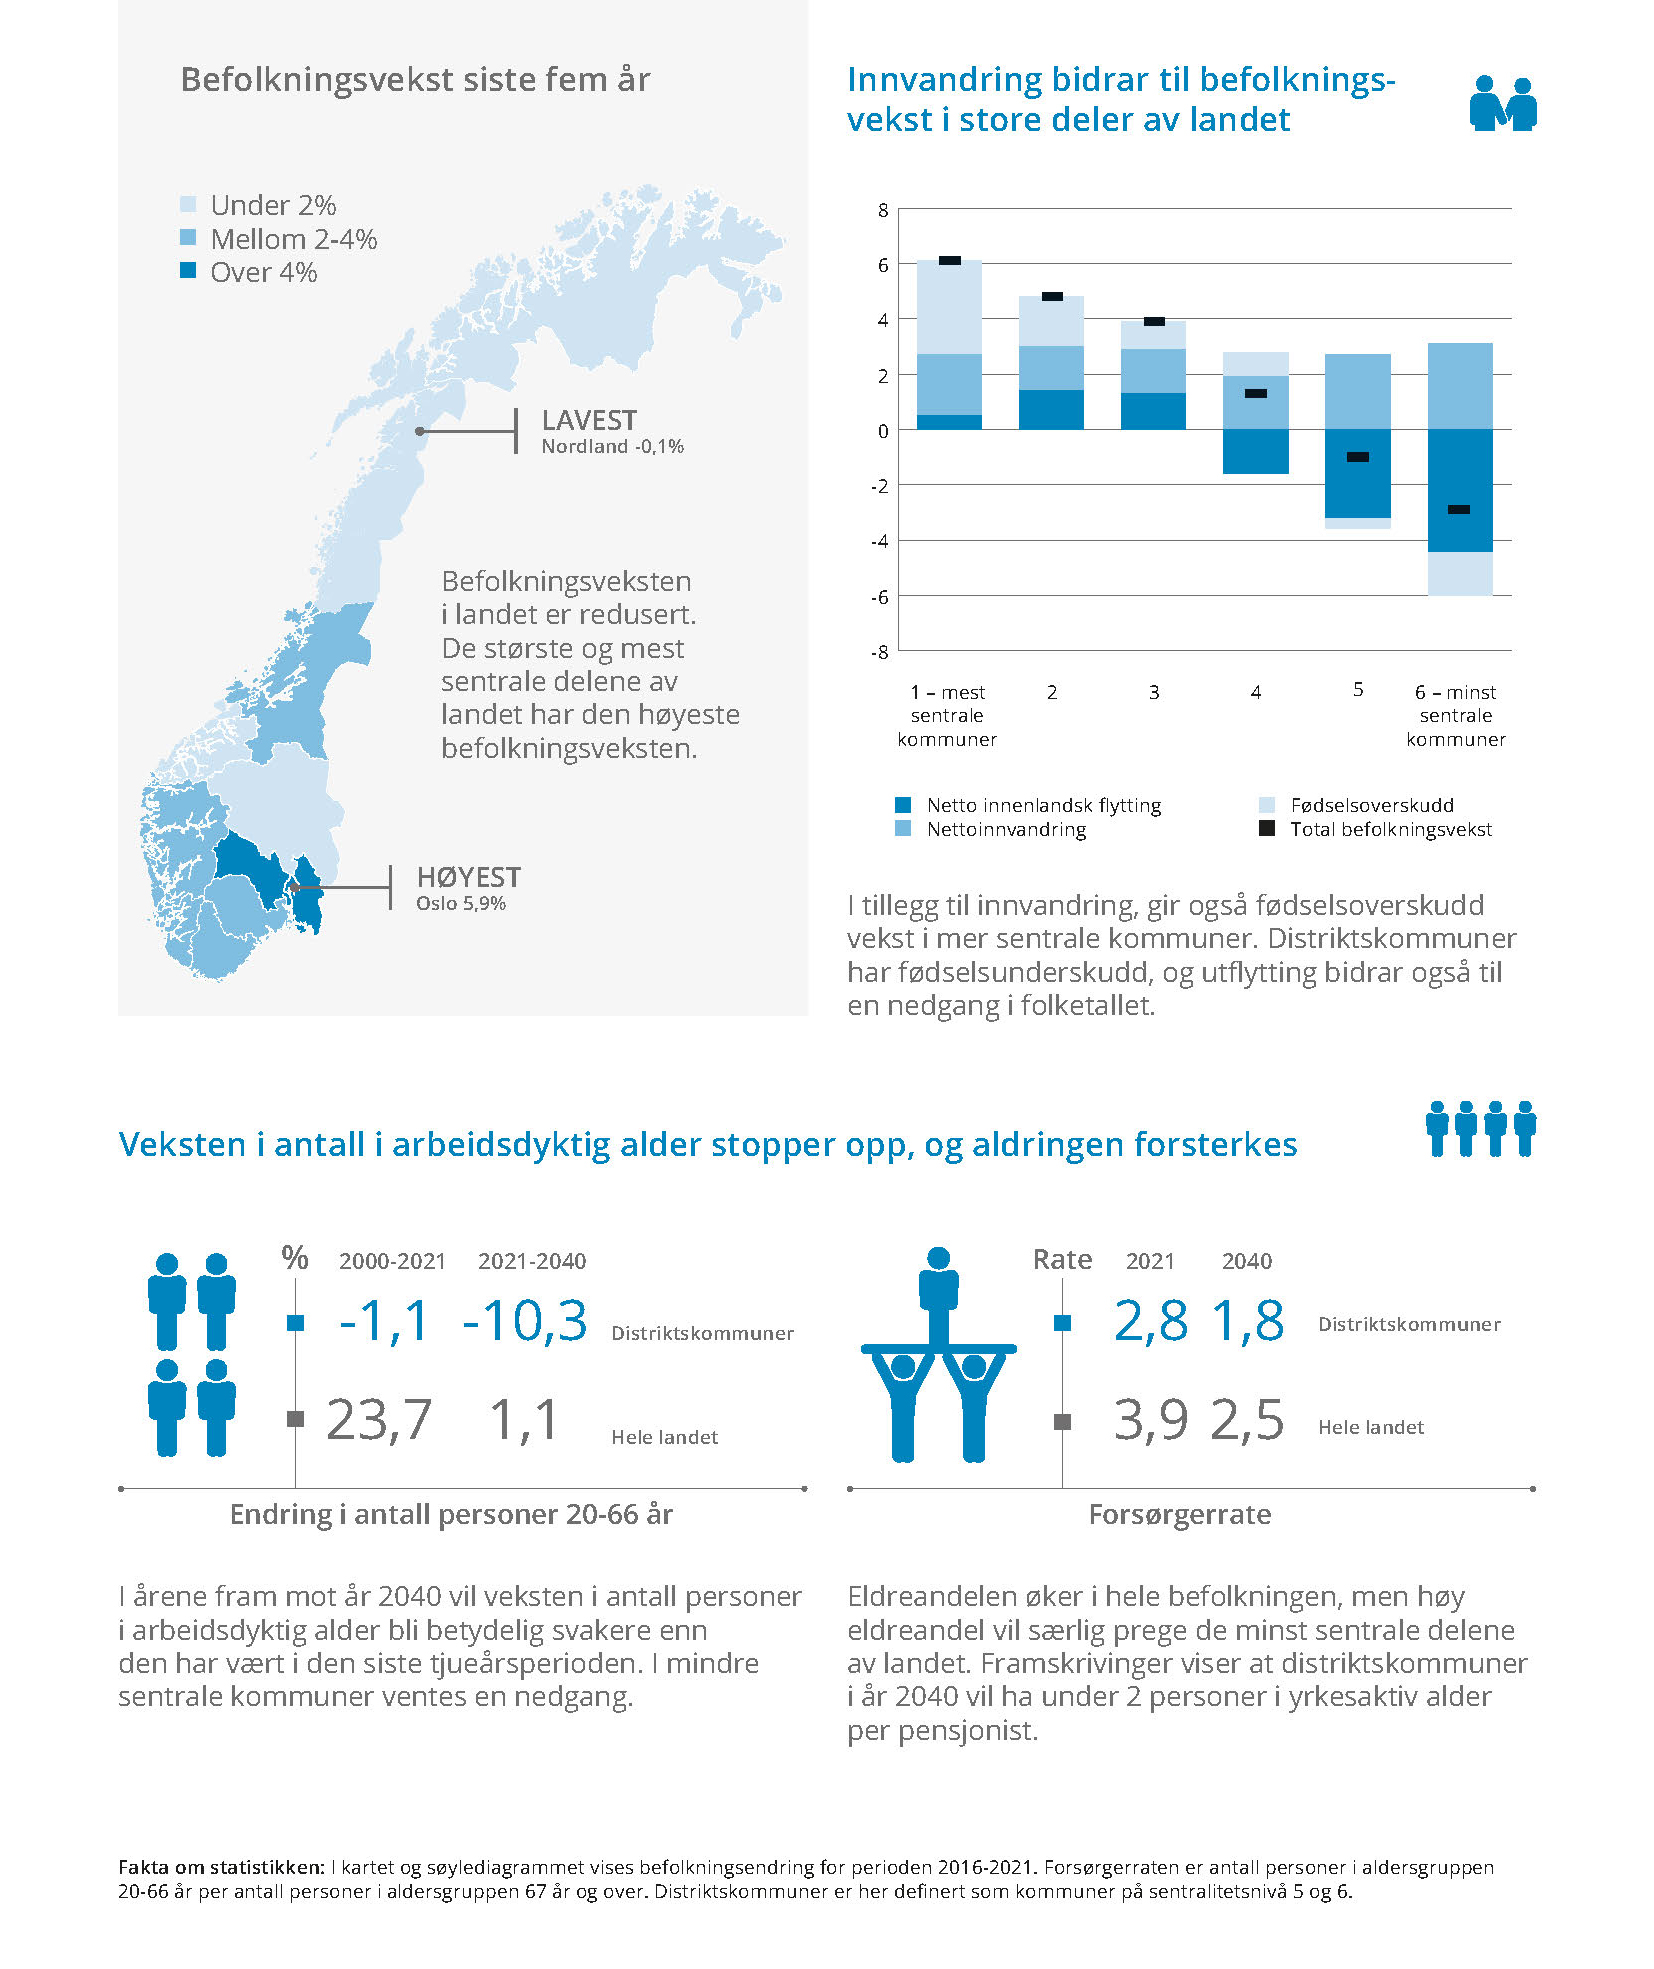 Befolkningsvekst siste fem år
Under 2%
Mellom 2-4%
Over 4%
LAVEST
Nordland -0,1%
Befolkningsveksten
i landet er redusert.
De største og mest
sentrale delene av
landet har den høyeste
befolkningsveksten.
HØYEST
Oslo 5,9%
Innvandring bidrar til befolknings-
vekst i store deler av landet
8
6
4
2
0
-2
-4
-6
-8
1 – mest 2 3 4 5 6 – minst
sentrale sentrale
kommuner kommuner
Netto innenlandsk flytting Fødselsoverskudd
Nettoinnvandring Total befolkningsvekst
I tillegg til innvandring, gir også fødselsoverskudd
vekst i mer sentrale kommuner. Distriktskommuner
har fødselsunderskudd, og utflytting bidrar også til
en nedgang i folketallet.
Veksten i antall i arbeidsdyktig alder stopper opp, og aldringen forsterkes
% 2000-2021 2021-2040
-1,1 -10,3 Distriktskommuner
23,7 1,1 Hele landet
Endring i antall personer 20-66 år
I årene fram mot år 2040 vil veksten i antall personer
i arbeidsdyktig alder bli betydelig svakere enn
den har vært i den siste tjueårsperioden. I mindre
sentrale kommuner ventes en nedgang.
Rate 2021 2040
2,8 1,8 Distriktskommuner
3,9 2,5 Hele landet
Forsørgerrate
Eldreandelen øker i hele befolkningen, men høy
eldreandel vil særlig prege de minst sentrale delene
av landet. Framskrivinger viser at distriktskommuner
i år 2040 vil ha under 2 personer i yrkesaktiv alder
per pensjonist.
Fakta om statistikken: I kartet og søylediagrammet vises befolkningsendring for perioden 2016-2021. Forsørgerraten er antall personer i aldersgruppen
20-66 år per antall personer i aldersgruppen 67 år og over. Distriktskommuner er her definert som kommuner på sentralitetsnivå 5 og 6.